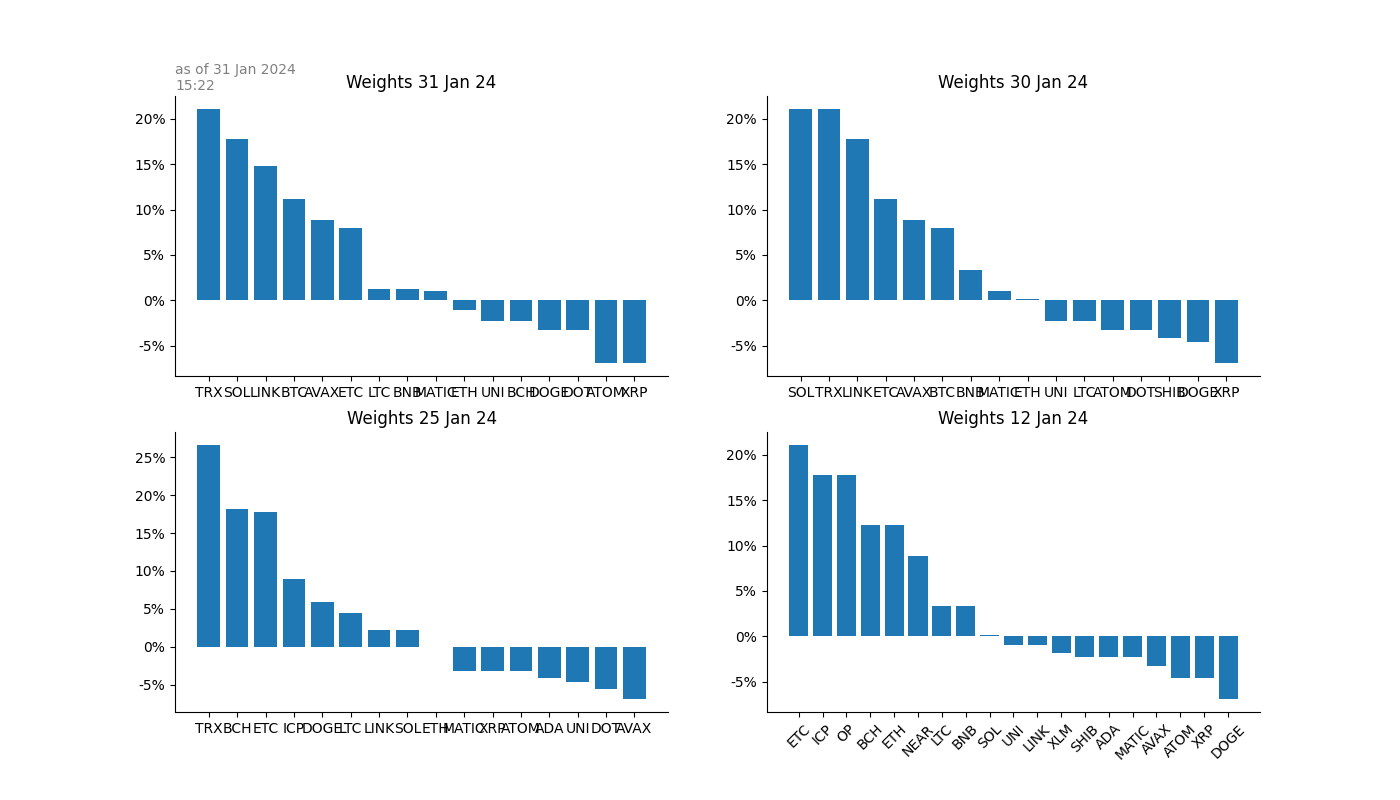 as of 31 Jan 2024
15:22
Weights 31 Jan 24
20%
15%
10%
5%
0%
-5%
TRX SOL LINK BTC AVAX ETC LTC BNB MATIC ETH UNI BCH DOGE DOT ATOM XRP
Weights 30 Jan 24
20%
15%
10%
5%
0%
-5%
SOL TRX LINK ETC AVAX BTC BNB MATIC ETH UNI LTC ATOM DOT SHIB DOGE XRP
Weights 25 Jan 24
25%
20%
15%
10%
5%
0%
-5%
TRX BCH ETC ICP DOGE LTC LINK SOL ETH MATIC XRP ATOM ADA UNI DOT AVAX
Weights 12 Jan 24
20%
15%
10%
5%
0%
-5%
ETC ICP OP BCH ETH NEAR LTC BNB SOL UNI LINK XLM SHIB ADA MATIC AVAX ATOM XRP DOGE